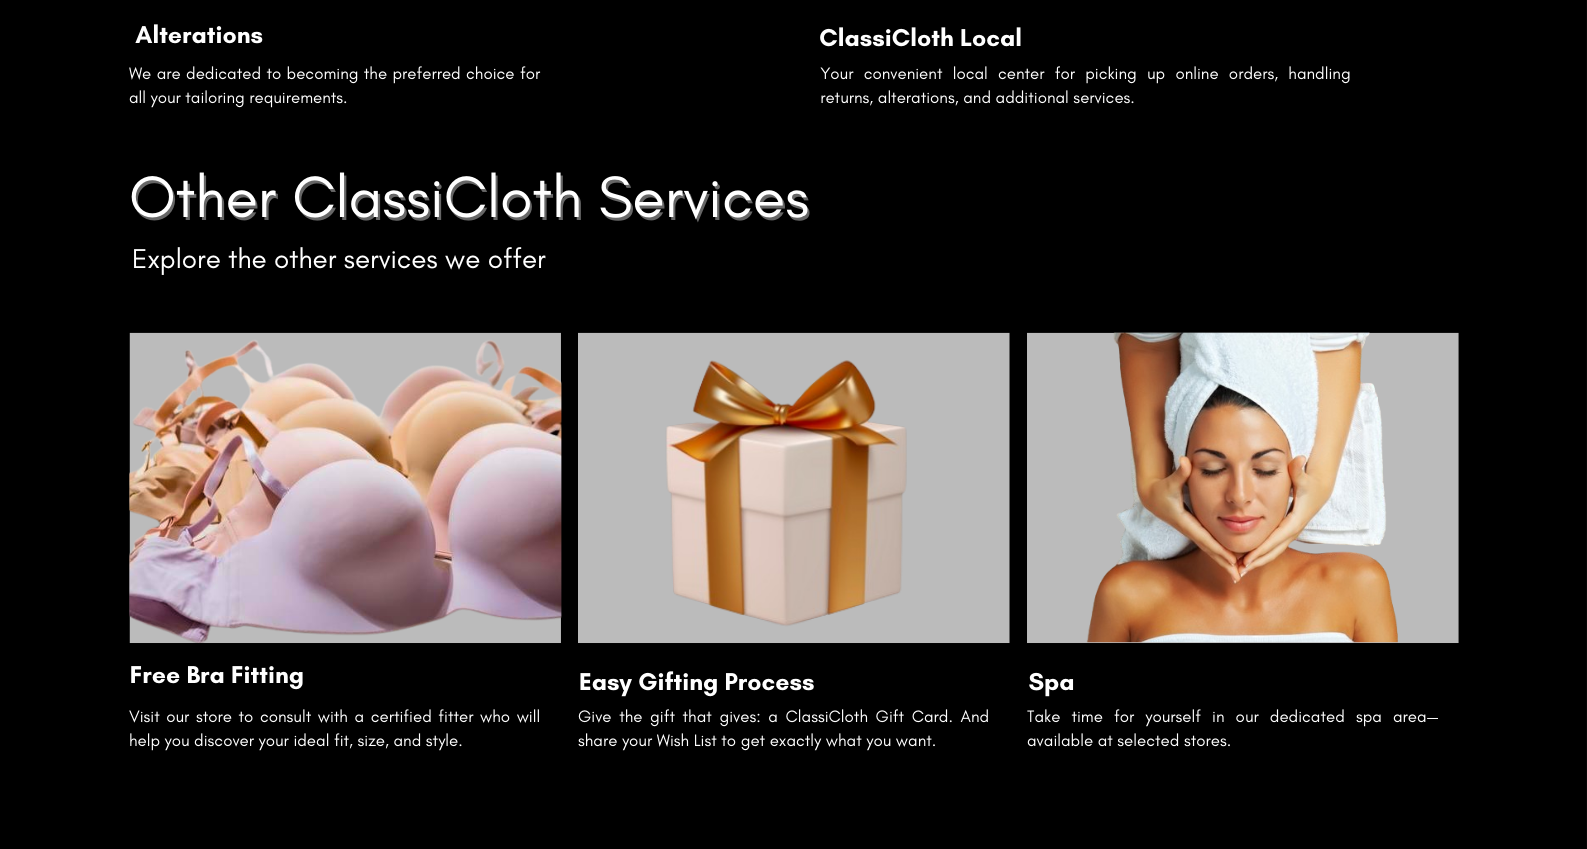 Alterations
We are dedicated to becoming the preferred choice for
all your tailoring requirements.
ClassiCloth Local
Your convenient local center for picking up online orders, handling
returns, alterations, and additional services.
Other ClassiCloth Services
Explore the other services we offer
Free Bra Fitting
Visit our store to consult with a certified fitter who will
help you discover your ideal fit, size, and style.
Easy Gifting Process
Give the gift that gives: a ClassiCloth Gift Card. And
share your Wish List to get exactly what you want.
Spa
Take time for yourself in our dedicated spa area—
available at selected stores.